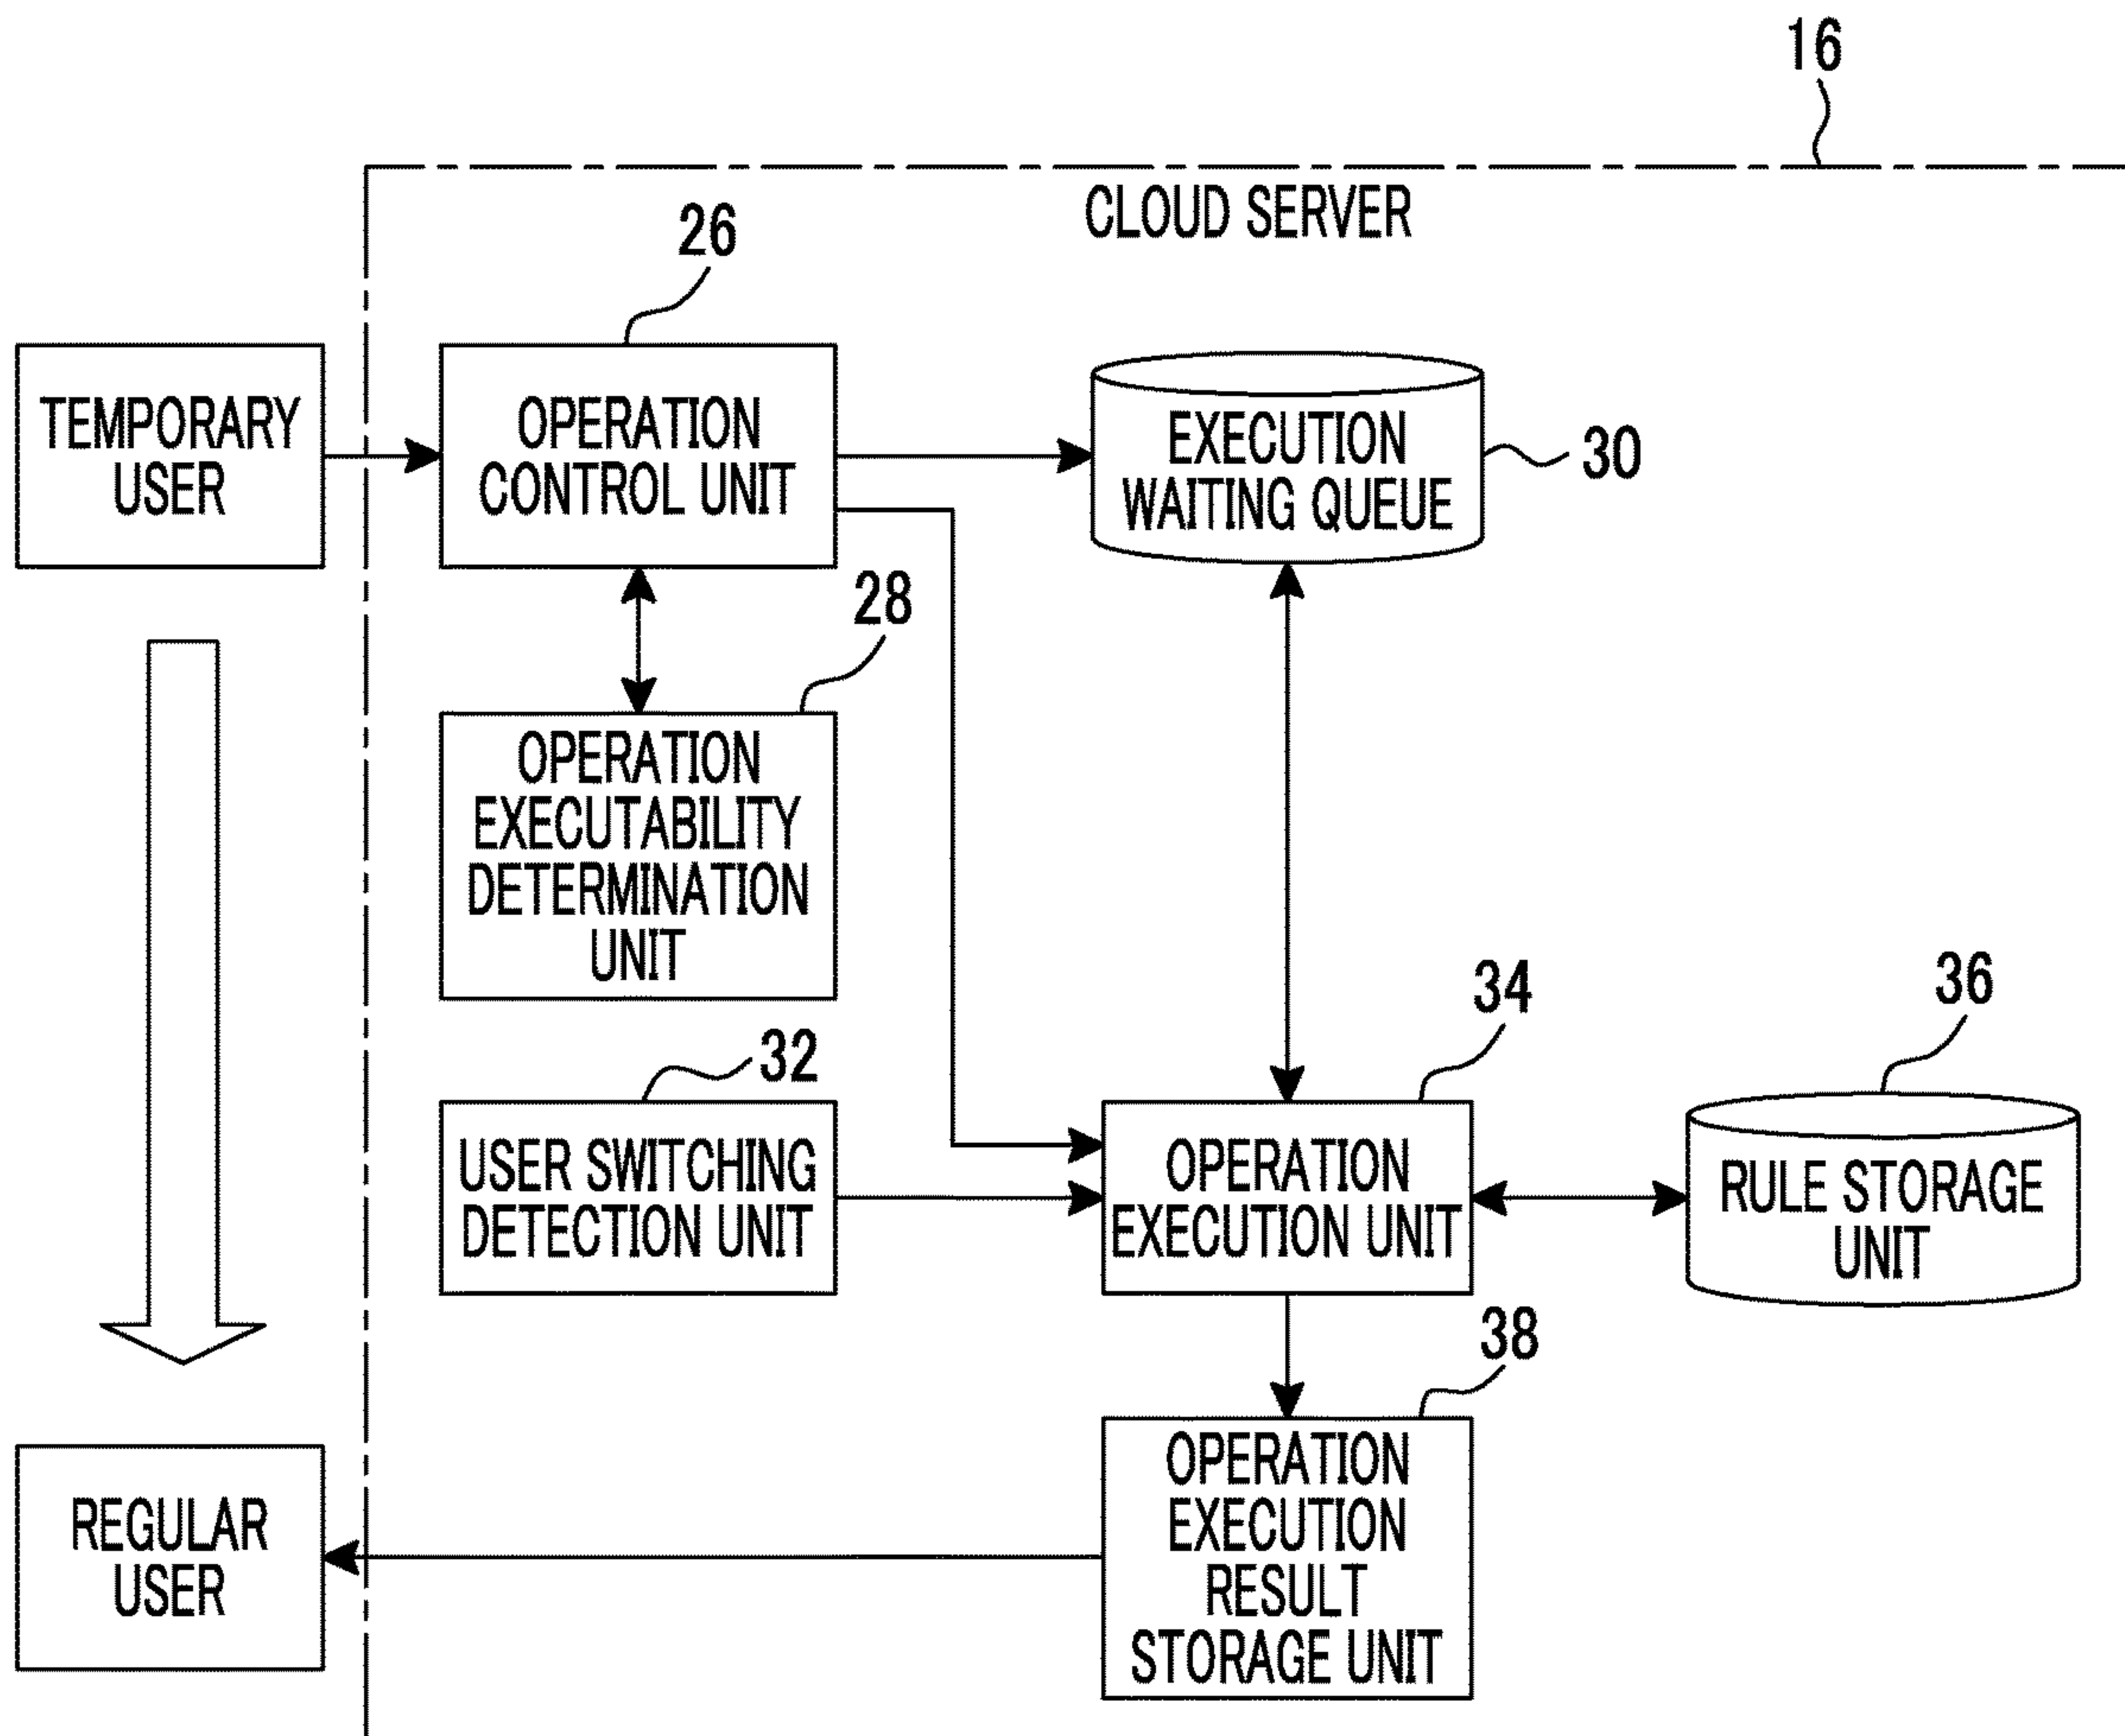 16
CLOUD SERVER
26
TEMPORARY
USER
OPERATION
CONTROL UNIT
EXECUTION
WAITING QUEUE
30
28
OPERATION
EXECUTABILITY
DETERMINATION
UNIT
32
USER SWITCHING
DETECTION UNIT
34
OPERATION
EXECUTION UNIT
36
RULE STORAGE
UNIT
38
OPERATION
EXECUTION
RESULT
STORAGE UNIT
REGULAR
USER